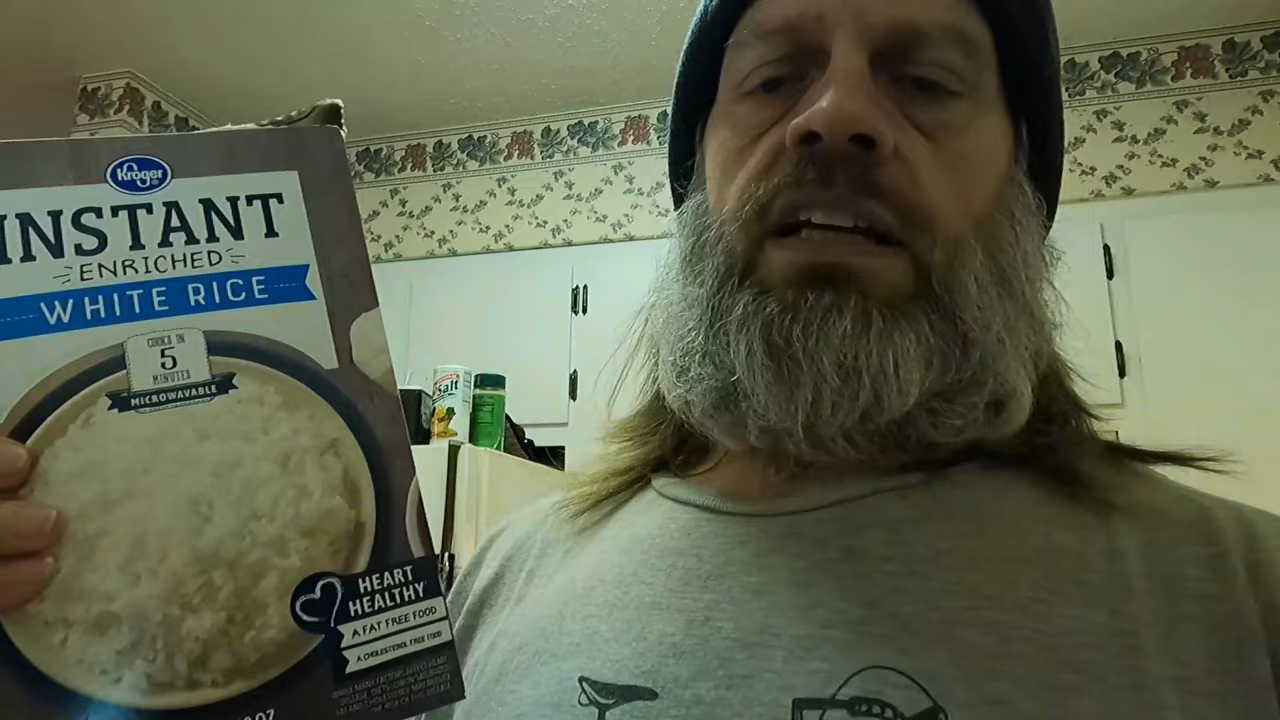 Kroger
INSTANT
ENRICHED
WHITE RICE
COOKS IN
5
MINUTES
MICROWAVABLE
Salt
HEART
HEALTHY
A FAT FREE FOOD
A CHOLESTEROL FREE FOOD